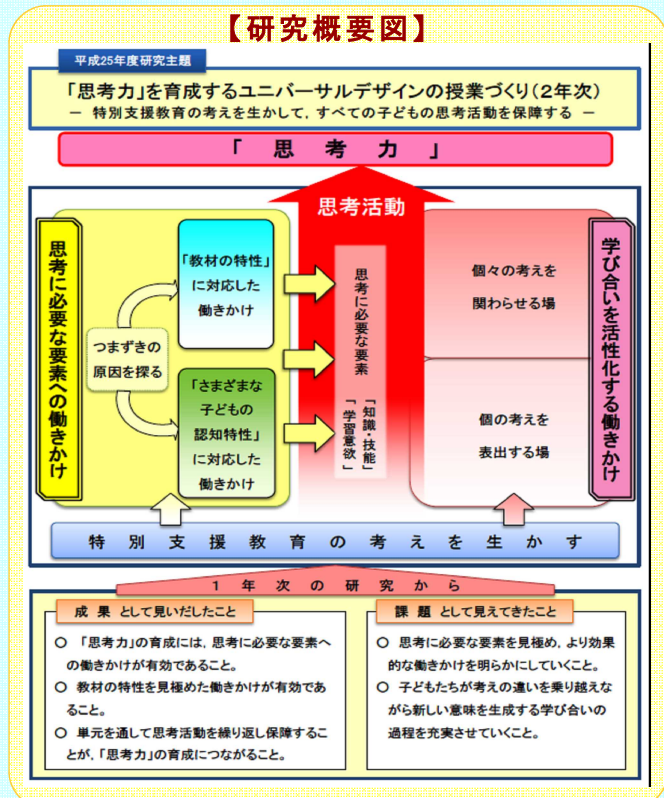 【研究概要図】
平成25年度研究主題
「思考力」を育成するユニバーサルデザインの授業づくり(2年次)
― 特別支援教育の考えを生かして，すべての子どもの思考活動を保障する ―
「思考力」
思考活動
思考に必要な要素への働きかけ
つまずきの
原因を探る
「教材の特性」
に対応した
働きかけ
「さまざまな
子どもの
認知特性」
に対応した
働きかけ
思考に必要な要素
「知識・技能」
「学習意欲」
個々の考えを
関わらせる場
個の考えを
表出する場
学び合いを活性化する働きかけ
特別支援教育の考えを生かす
1年次の研究から
成果 として見いだしたこと
○ 「思考力」の育成には，思考に必要な要素へ
の働きかけが有効であること。
○ 教材の特性を見極めた働きかけが有効であ
ること。
○ 単元を通して思考活動を繰り返し保障するこ
とが，「思考力」の育成につながること。
課題 として見えてきたこと
○ 思考に必要な要素を見極め，より効果
的な働きかけを明らかにしていくこと。
○ 子どもたちが考えの違いを乗り越えな
がら新しい意味を生成する学び合いの
過程を充実させていくこと。